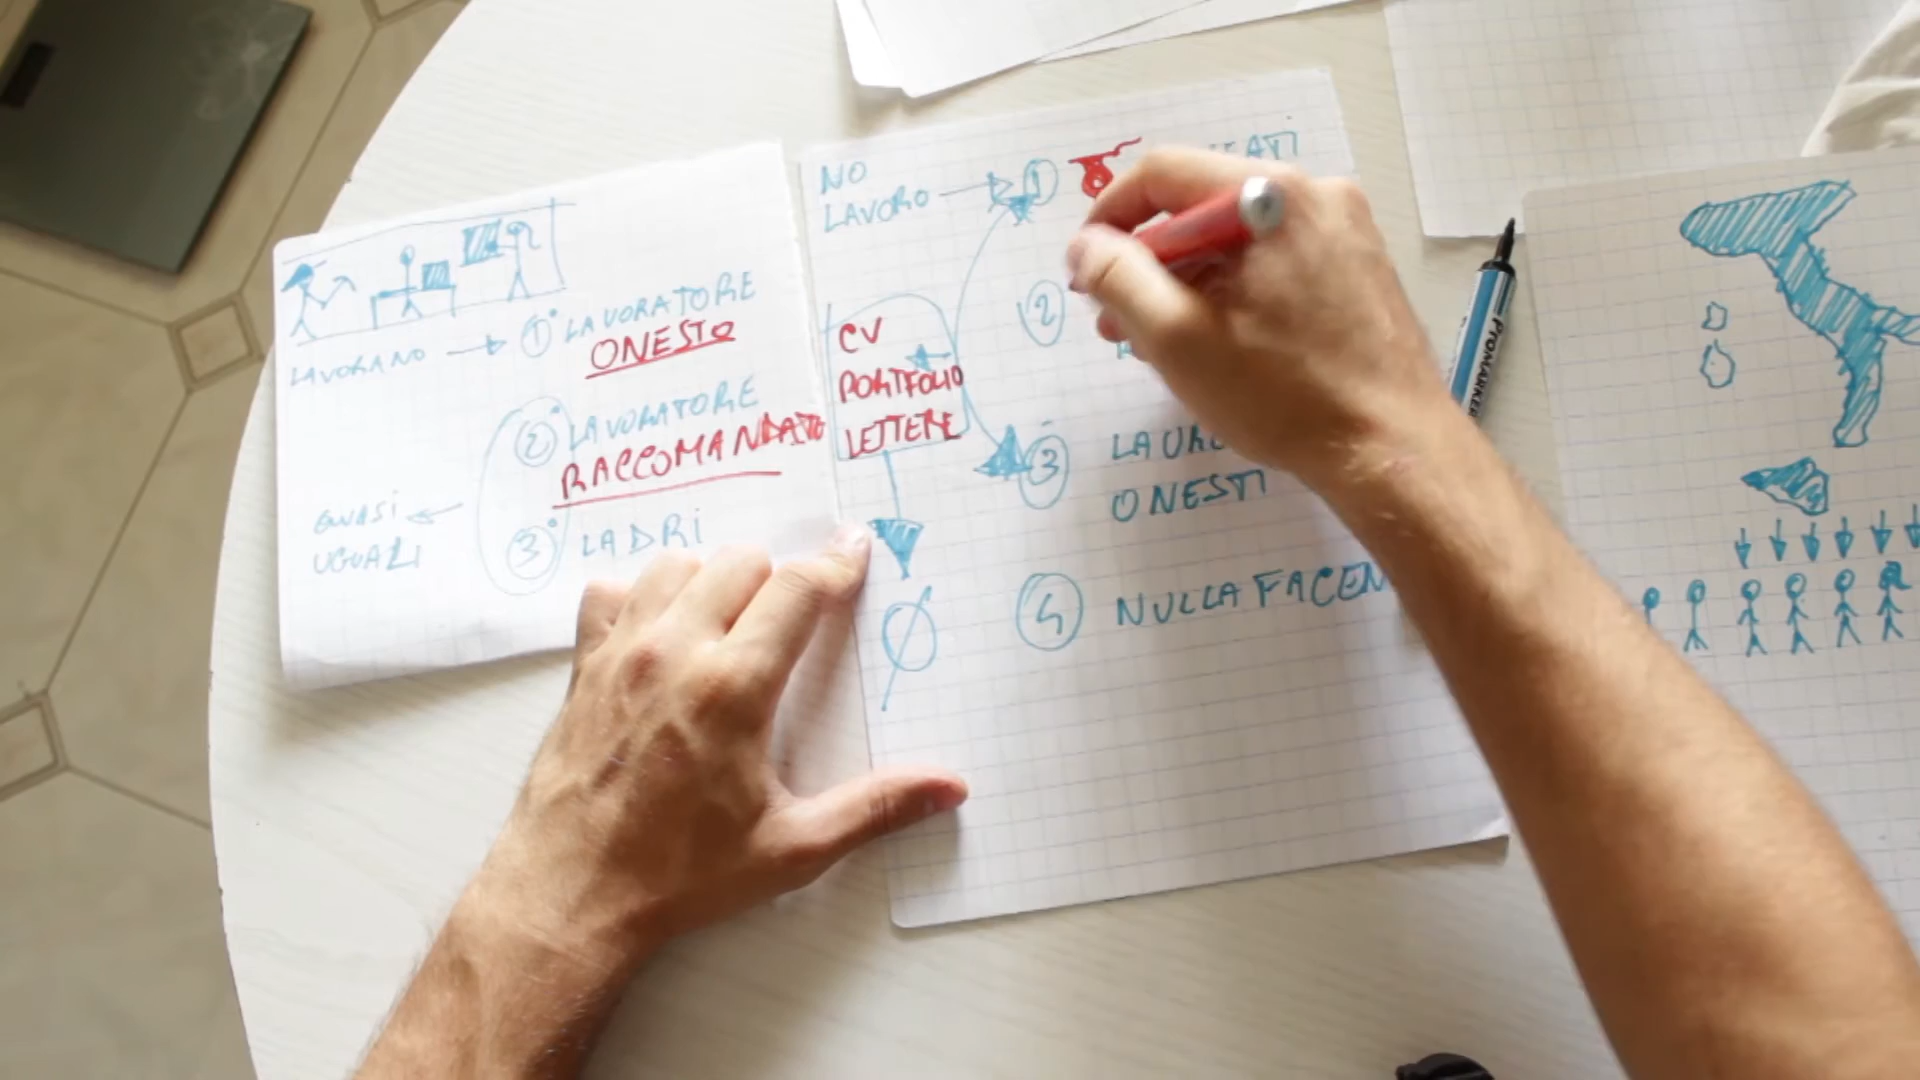 LAVORANO
1° LAVORATORE
ONESTO
2° LAVORATORE
RACCOMANDATO
QUASI
UGUALI
3° LADRI
NO
LAVORO
1
CV
PORTFOLIO
LETTERE
2
3
ONESTI
4 NULLAFACEN
PROMARKER